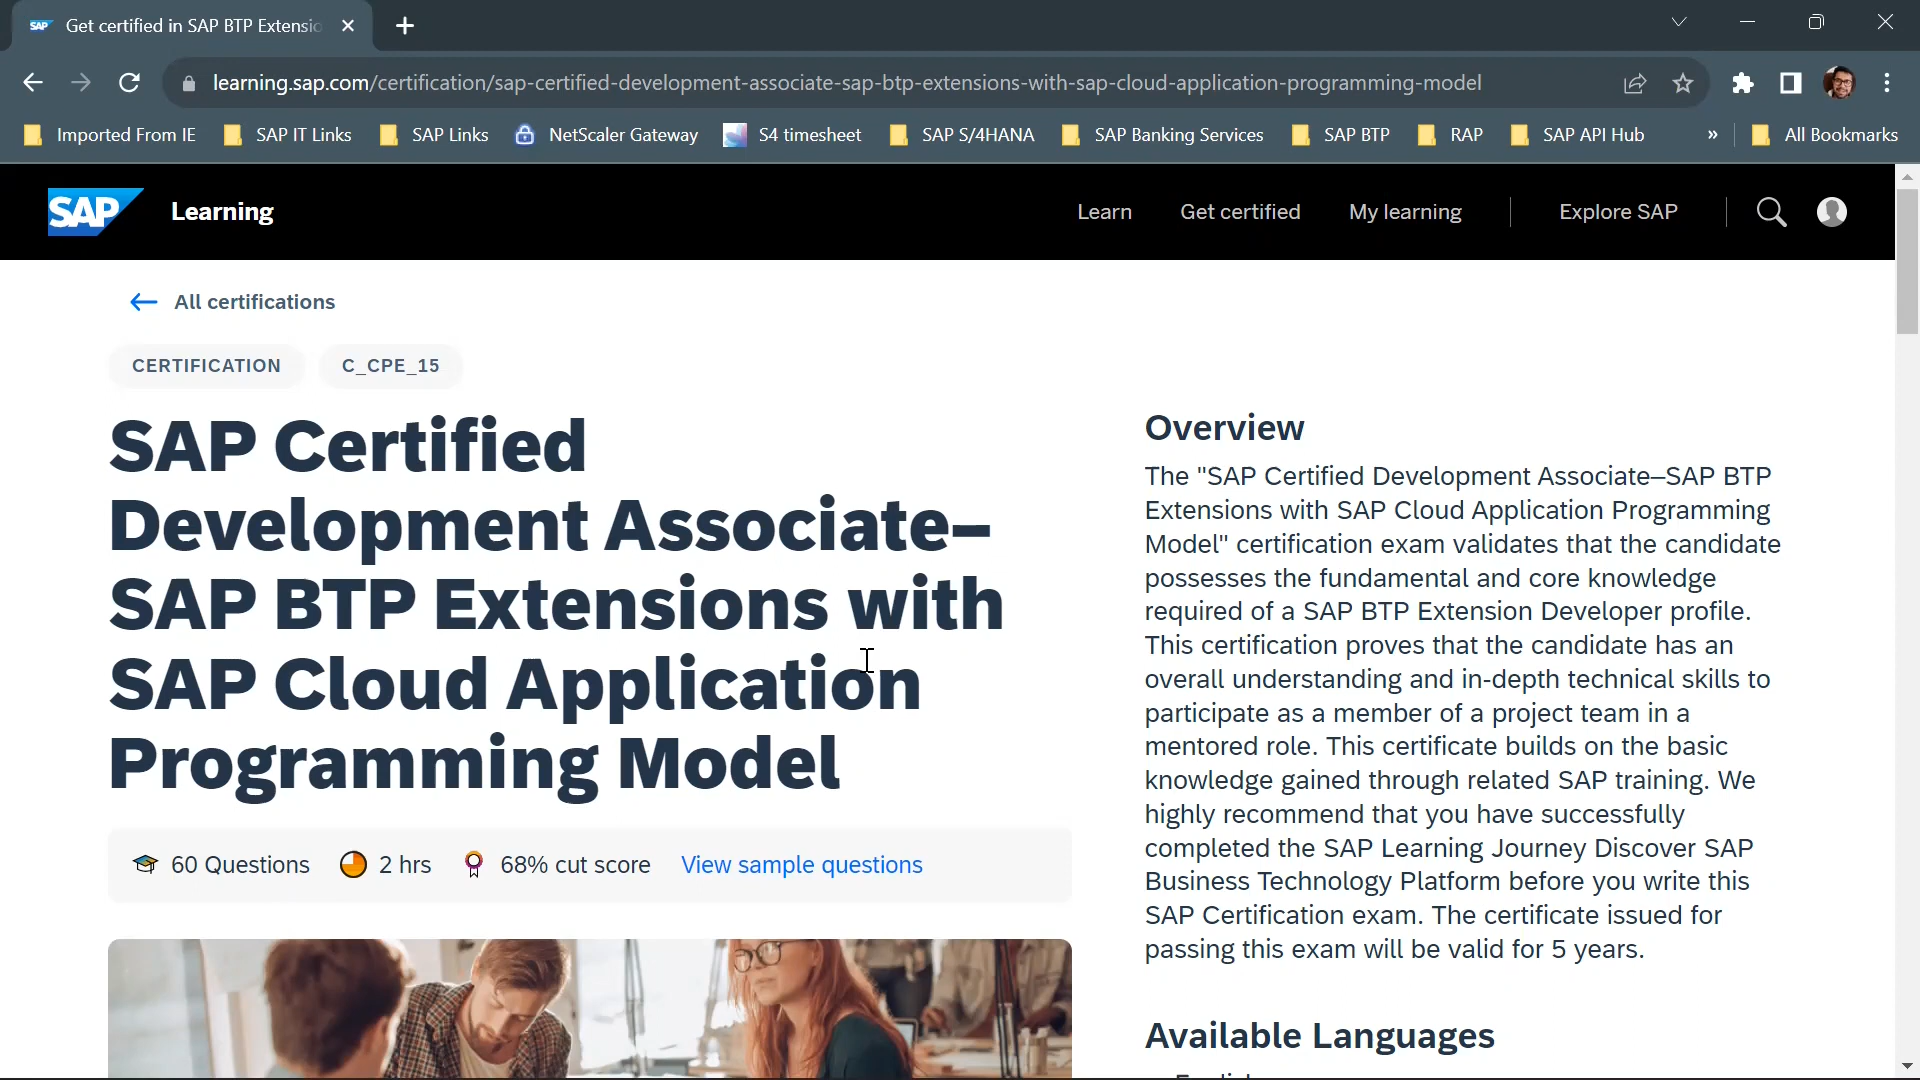 SAP
Get certified in SAP BTP Extensio
learning.sap.com/certification/sap-certified-development-associate-sap-btp-extensions-with-sap-cloud-application-programming-model
Imported From IE
SAP IT Links
SAP Links
NetScaler Gateway
S4 timesheet
SAP S/4HANA
SAP Banking Services
SAP BTP
RAP
SAP API Hub
»
All Bookmarks
SAP Learning
Learn
Get certified
My learning
Explore SAP
All certifications
CERTIFICATION
C_CPE_15
SAP Certified
Development Associate–
SAP BTP Extensions with
SAP Cloud Application
Programming Model
60 Questions
2 hrs
68% cut score
View sample questions
Overview
The "SAP Certified Development Associate–SAP BTP
Extensions with SAP Cloud Application Programming
Model" certification exam validates that the candidate
possesses the fundamental and core knowledge
required of a SAP BTP Extension Developer profile.
This certification proves that the candidate has an
overall understanding and in-depth technical skills to
participate as a member of a project team in a
mentored role. This certificate builds on the basic
knowledge gained through related SAP training. We
highly recommend that you have successfully
completed the SAP Learning Journey Discover SAP
Business Technology Platform before you write this
SAP Certification exam. The certificate issued for
passing this exam will be valid for 5 years.
Available Languages